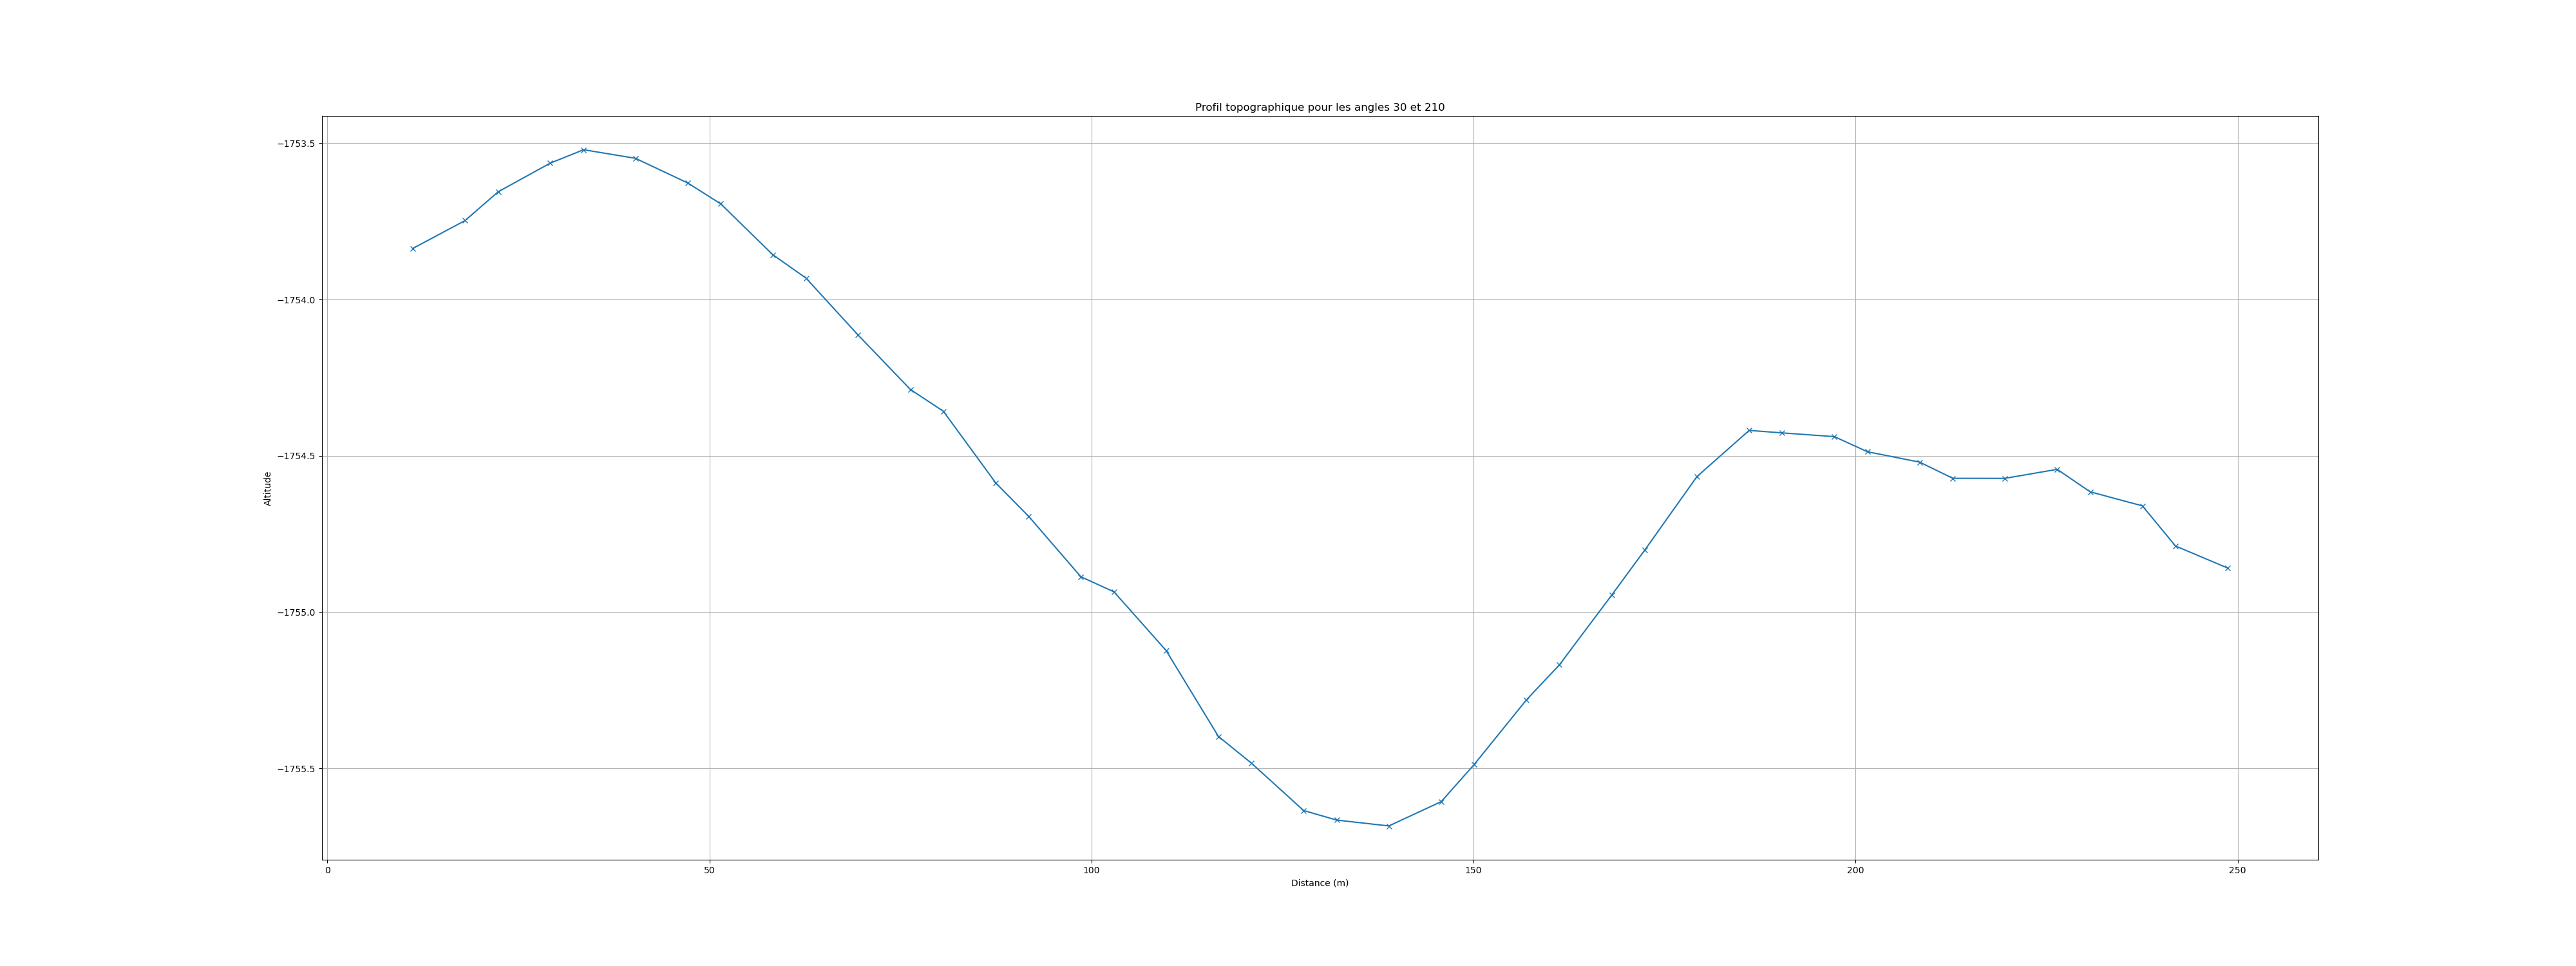 Profil topographique pour les angles 30 et 210
−1753.5
−1754.0
−1754.5
−1755.0
−1755.5
Altitude
0 50 100 150 200 250
Distance (m)